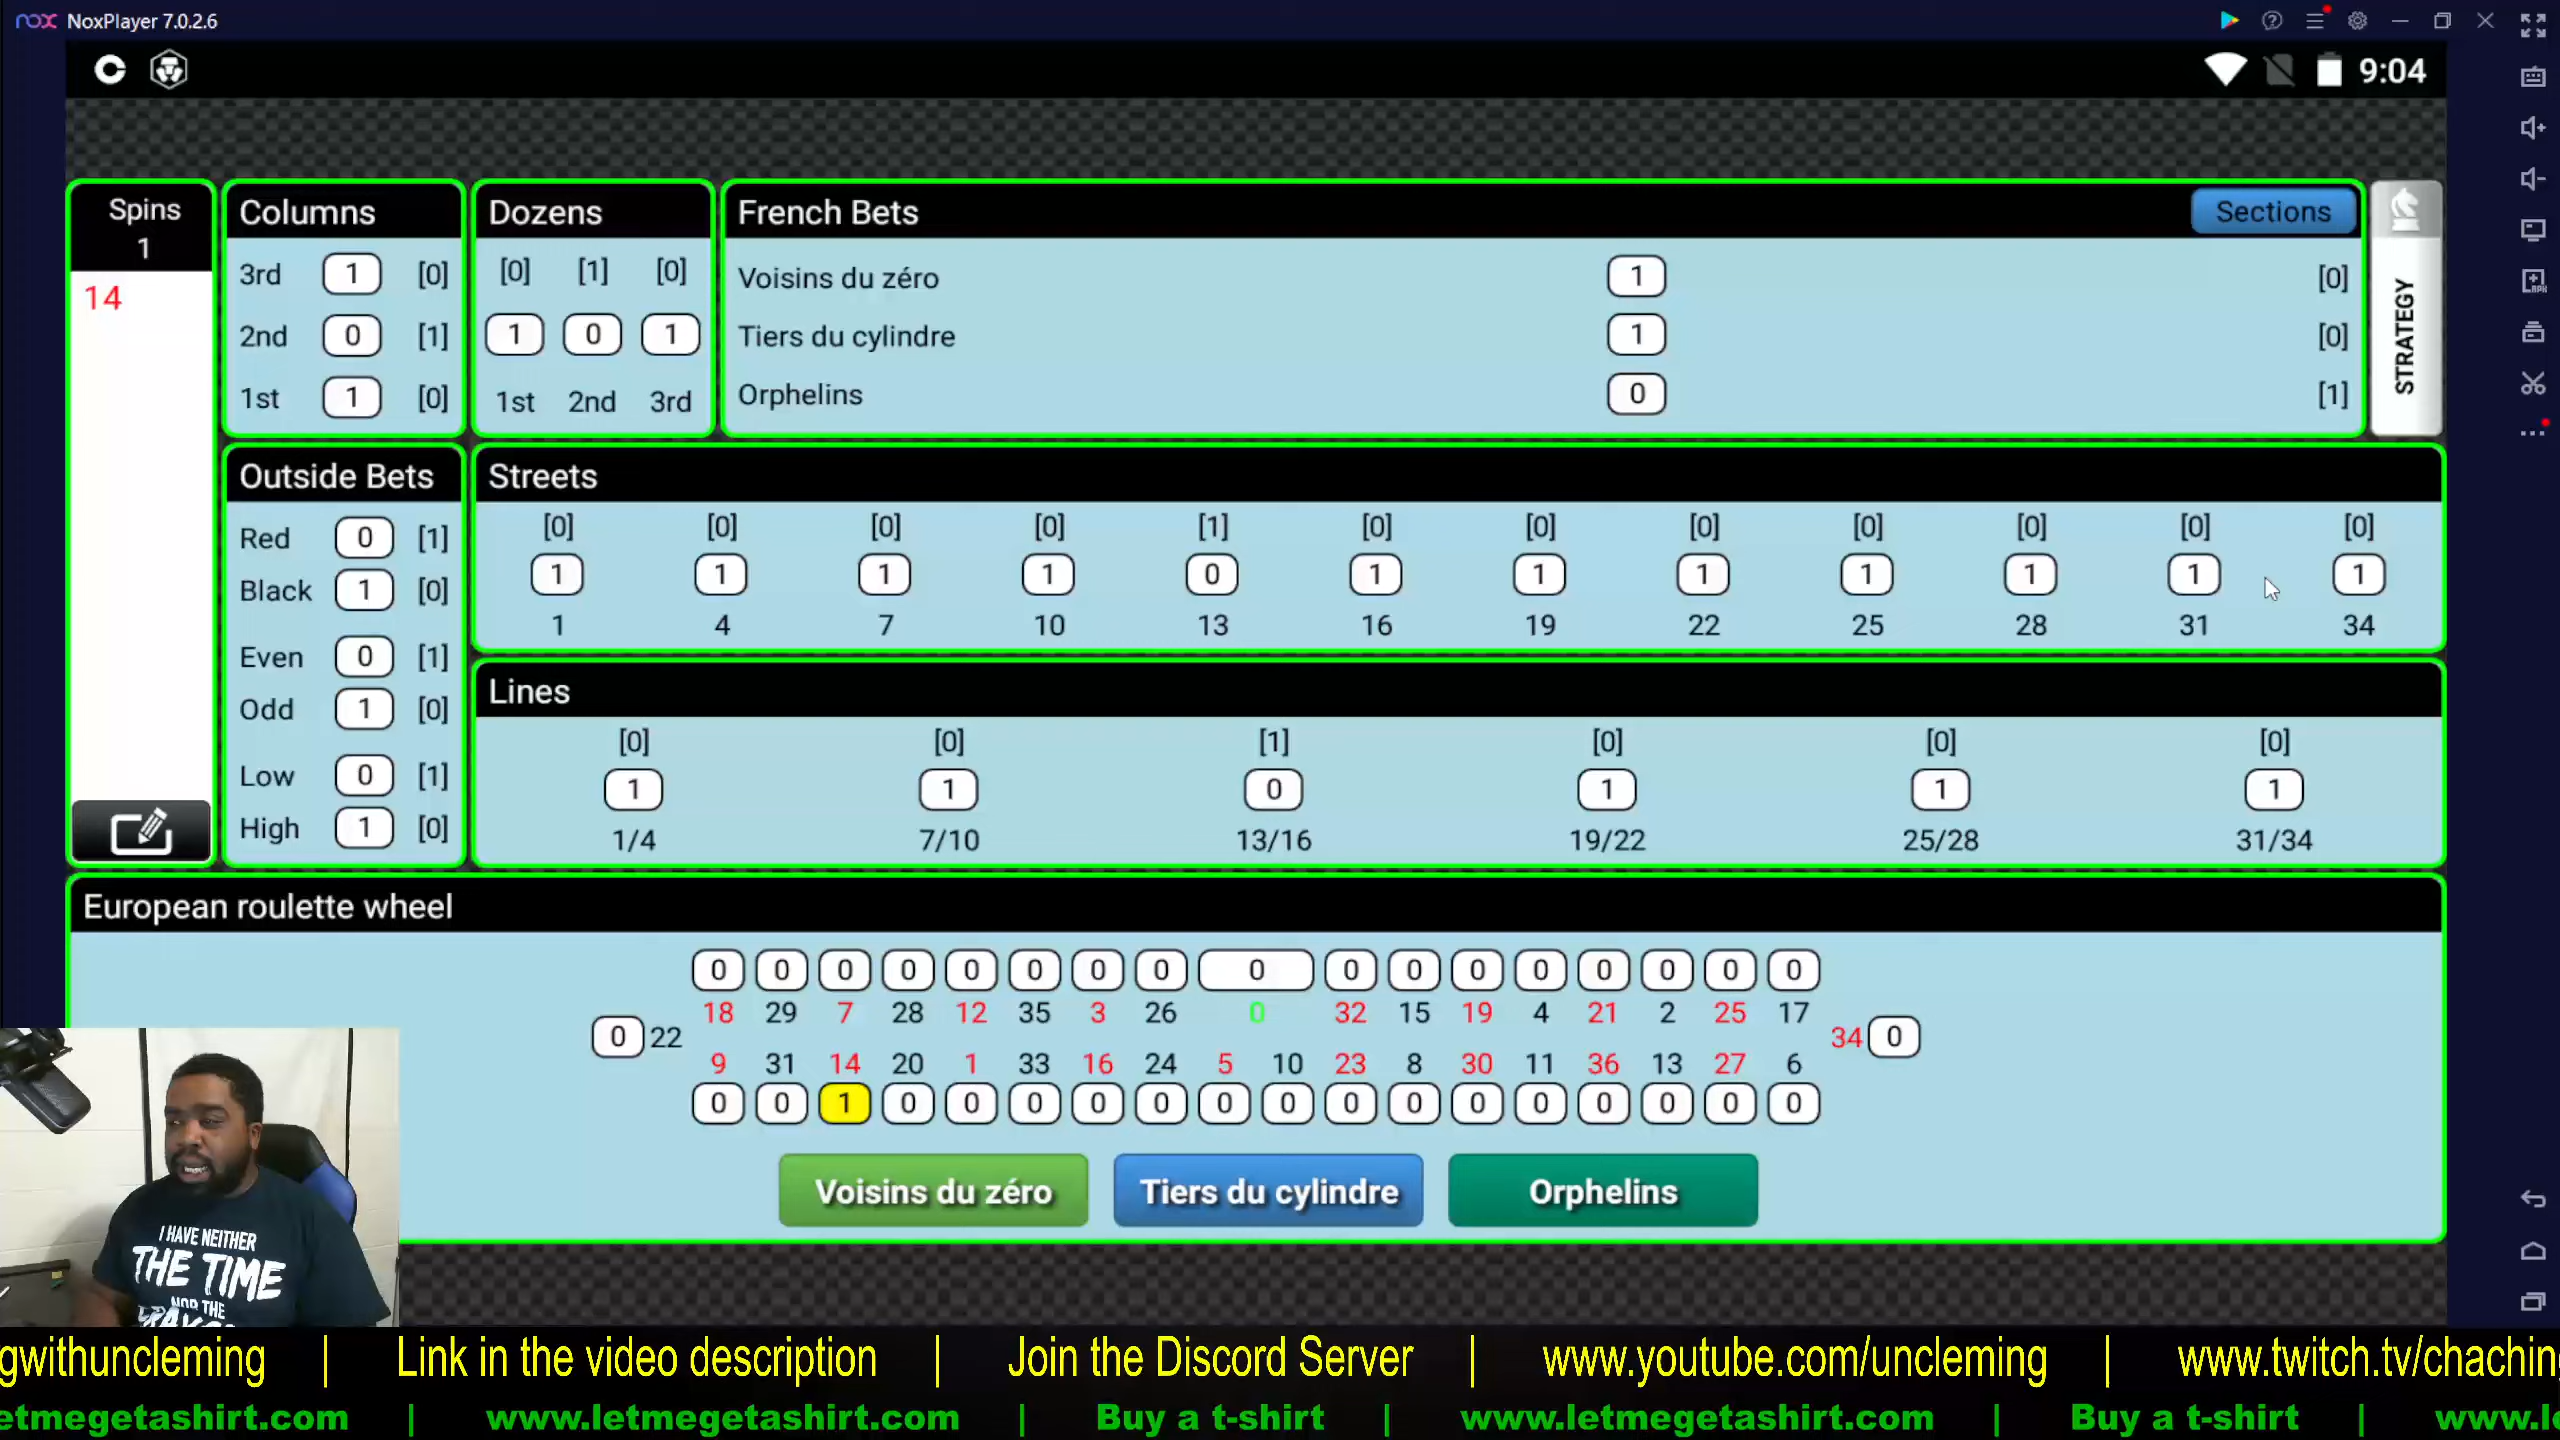 nox NoxPlayer 7.0.2.6
9:04
Spins
1
14
Columns
3rd 1 [0]
2nd 0 [1]
1st 1 [0]
Dozens
[0] [1] [0]
1 0 1
1st 2nd 3rd
French Bets
Sections
Voisins du zéro 1 [0]
Tiers du cylindre 1 [0]
Orphelins 0 [1]
STRATEGY
Outside Bets
Red 0 [1]
Black 1 [0]
Even 0 [1]
Odd 1 [0]
Low 0 [1]
High 1 [0]
Streets
[0] [0] [0] [0] [1] [0] [0] [0] [0] [0] [0] [0]
1 1 1 1 0 1 1 1 1 1 1 1
1 4 7 10 13 16 19 22 25 28 31 34
Lines
[0] [0] [1] [0] [0] [0]
1 1 0 1 1 1
1/4 7/10 13/16 19/22 25/28 31/34
European roulette wheel
0 0 0 0 0 0 0 0 0 0 0 0 0 0 0 0 0
18 29 7 28 12 35 3 26 0 32 15 19 4 21 2 25 17
0 22 34 0
9 31 14 20 1 33 16 24 5 10 23 8 30 11 36 13 27 6
0 0 1 0 0 0 0 0 0 0 0 0 0 0 0 0 0 0
Voisins du zéro Tiers du cylindre Orphelins
I HAVE NEITHER
THE TIME
NOR THE
gwithuncleming | Link in the video description | Join the Discord Server | www.youtube.com/uncleming | www.twitch.tv/chaching
etmegetashirt.com | www.letmegetashirt.com | Buy a t-shirt | www.letmegetashirt.com | Buy a t-shirt | www.le